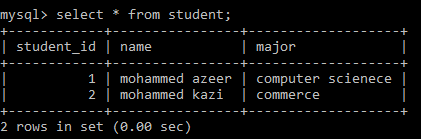 mysql> select * from student;
+------------+----------------+-------------------+
| student_id | name           | major             |
+------------+----------------+-------------------+
|          1 | mohammed azeer | computer scienece |
|          2 | mohammed kazi  | commerce          |
+------------+----------------+-------------------+
2 rows in set (0.00 sec)